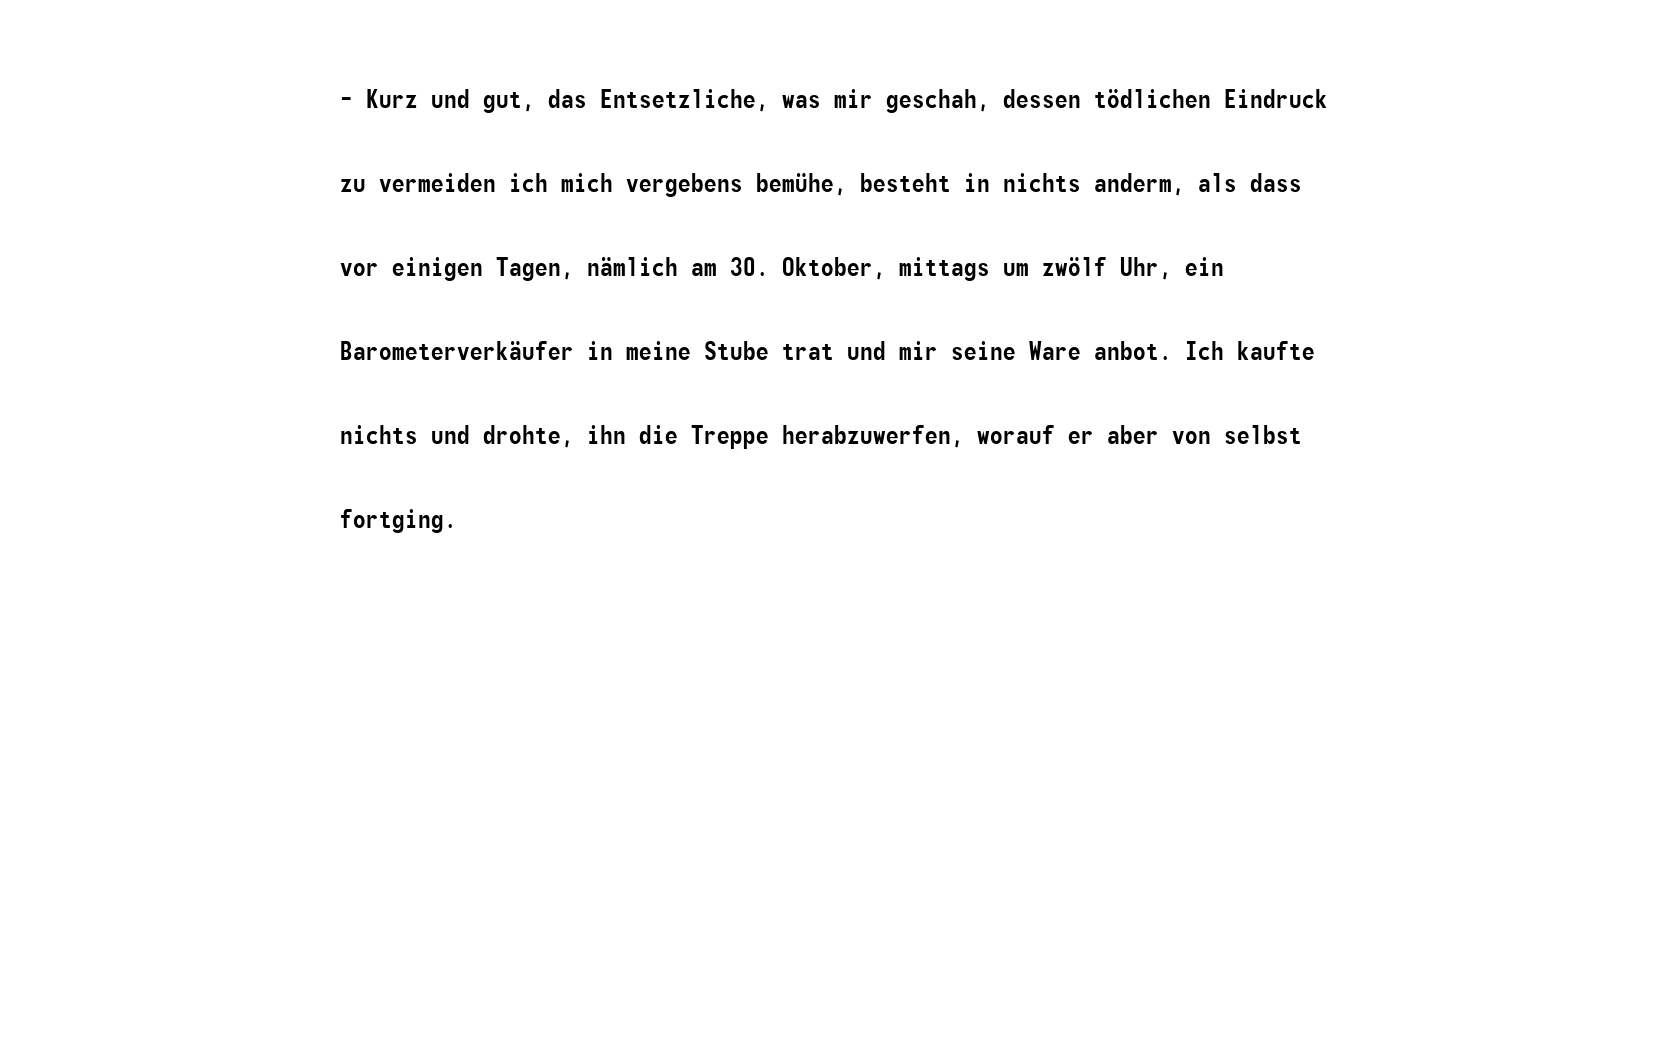 - Kurz und gut, das Entsetzliche, was mir geschah, dessen tödlichen Eindruck
zu vermeiden ich mich vergebens bemühe, besteht in nichts anderm, als dass
vor einigen Tagen, nämlich am 30. Oktober, mittags um zwölf Uhr, ein
Barometerverkäufer in meine Stube trat und mir seine Ware anbot. Ich kaufte
nichts und drohte, ihn die Treppe herabzuwerfen, worauf er aber von selbst
fortging.